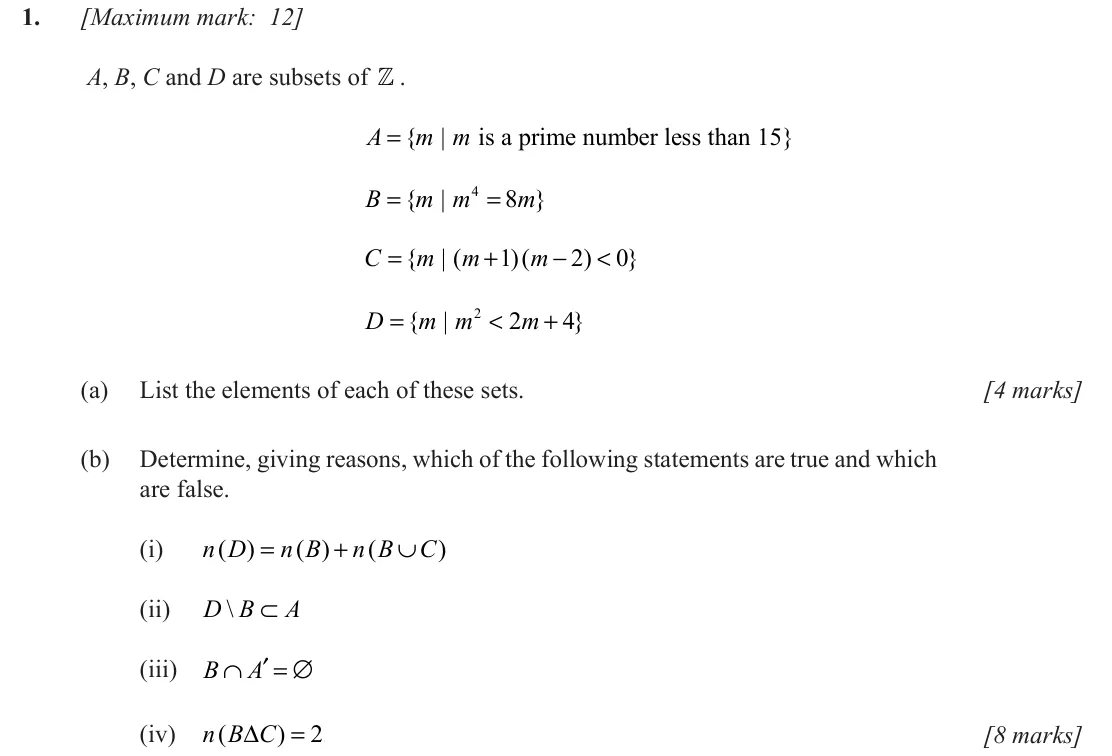 1. [Maximum mark: 12]
A, B, C and D are subsets of ℤ.
A = {m | m is a prime number less than 15}
B = {m | m⁴ = 8m}
C = {m | (m+1)(m−2) < 0}
D = {m | m² < 2m + 4}
(a) List the elements of each of these sets. [4 marks]
(b) Determine, giving reasons, which of the following statements are true and which
are false.
(i) n(D) = n(B) + n(B∪C)
(ii) D \ B ⊂ A
(iii) B ∩ A′ = ∅
(iv) n(BΔC) = 2 [8 marks]